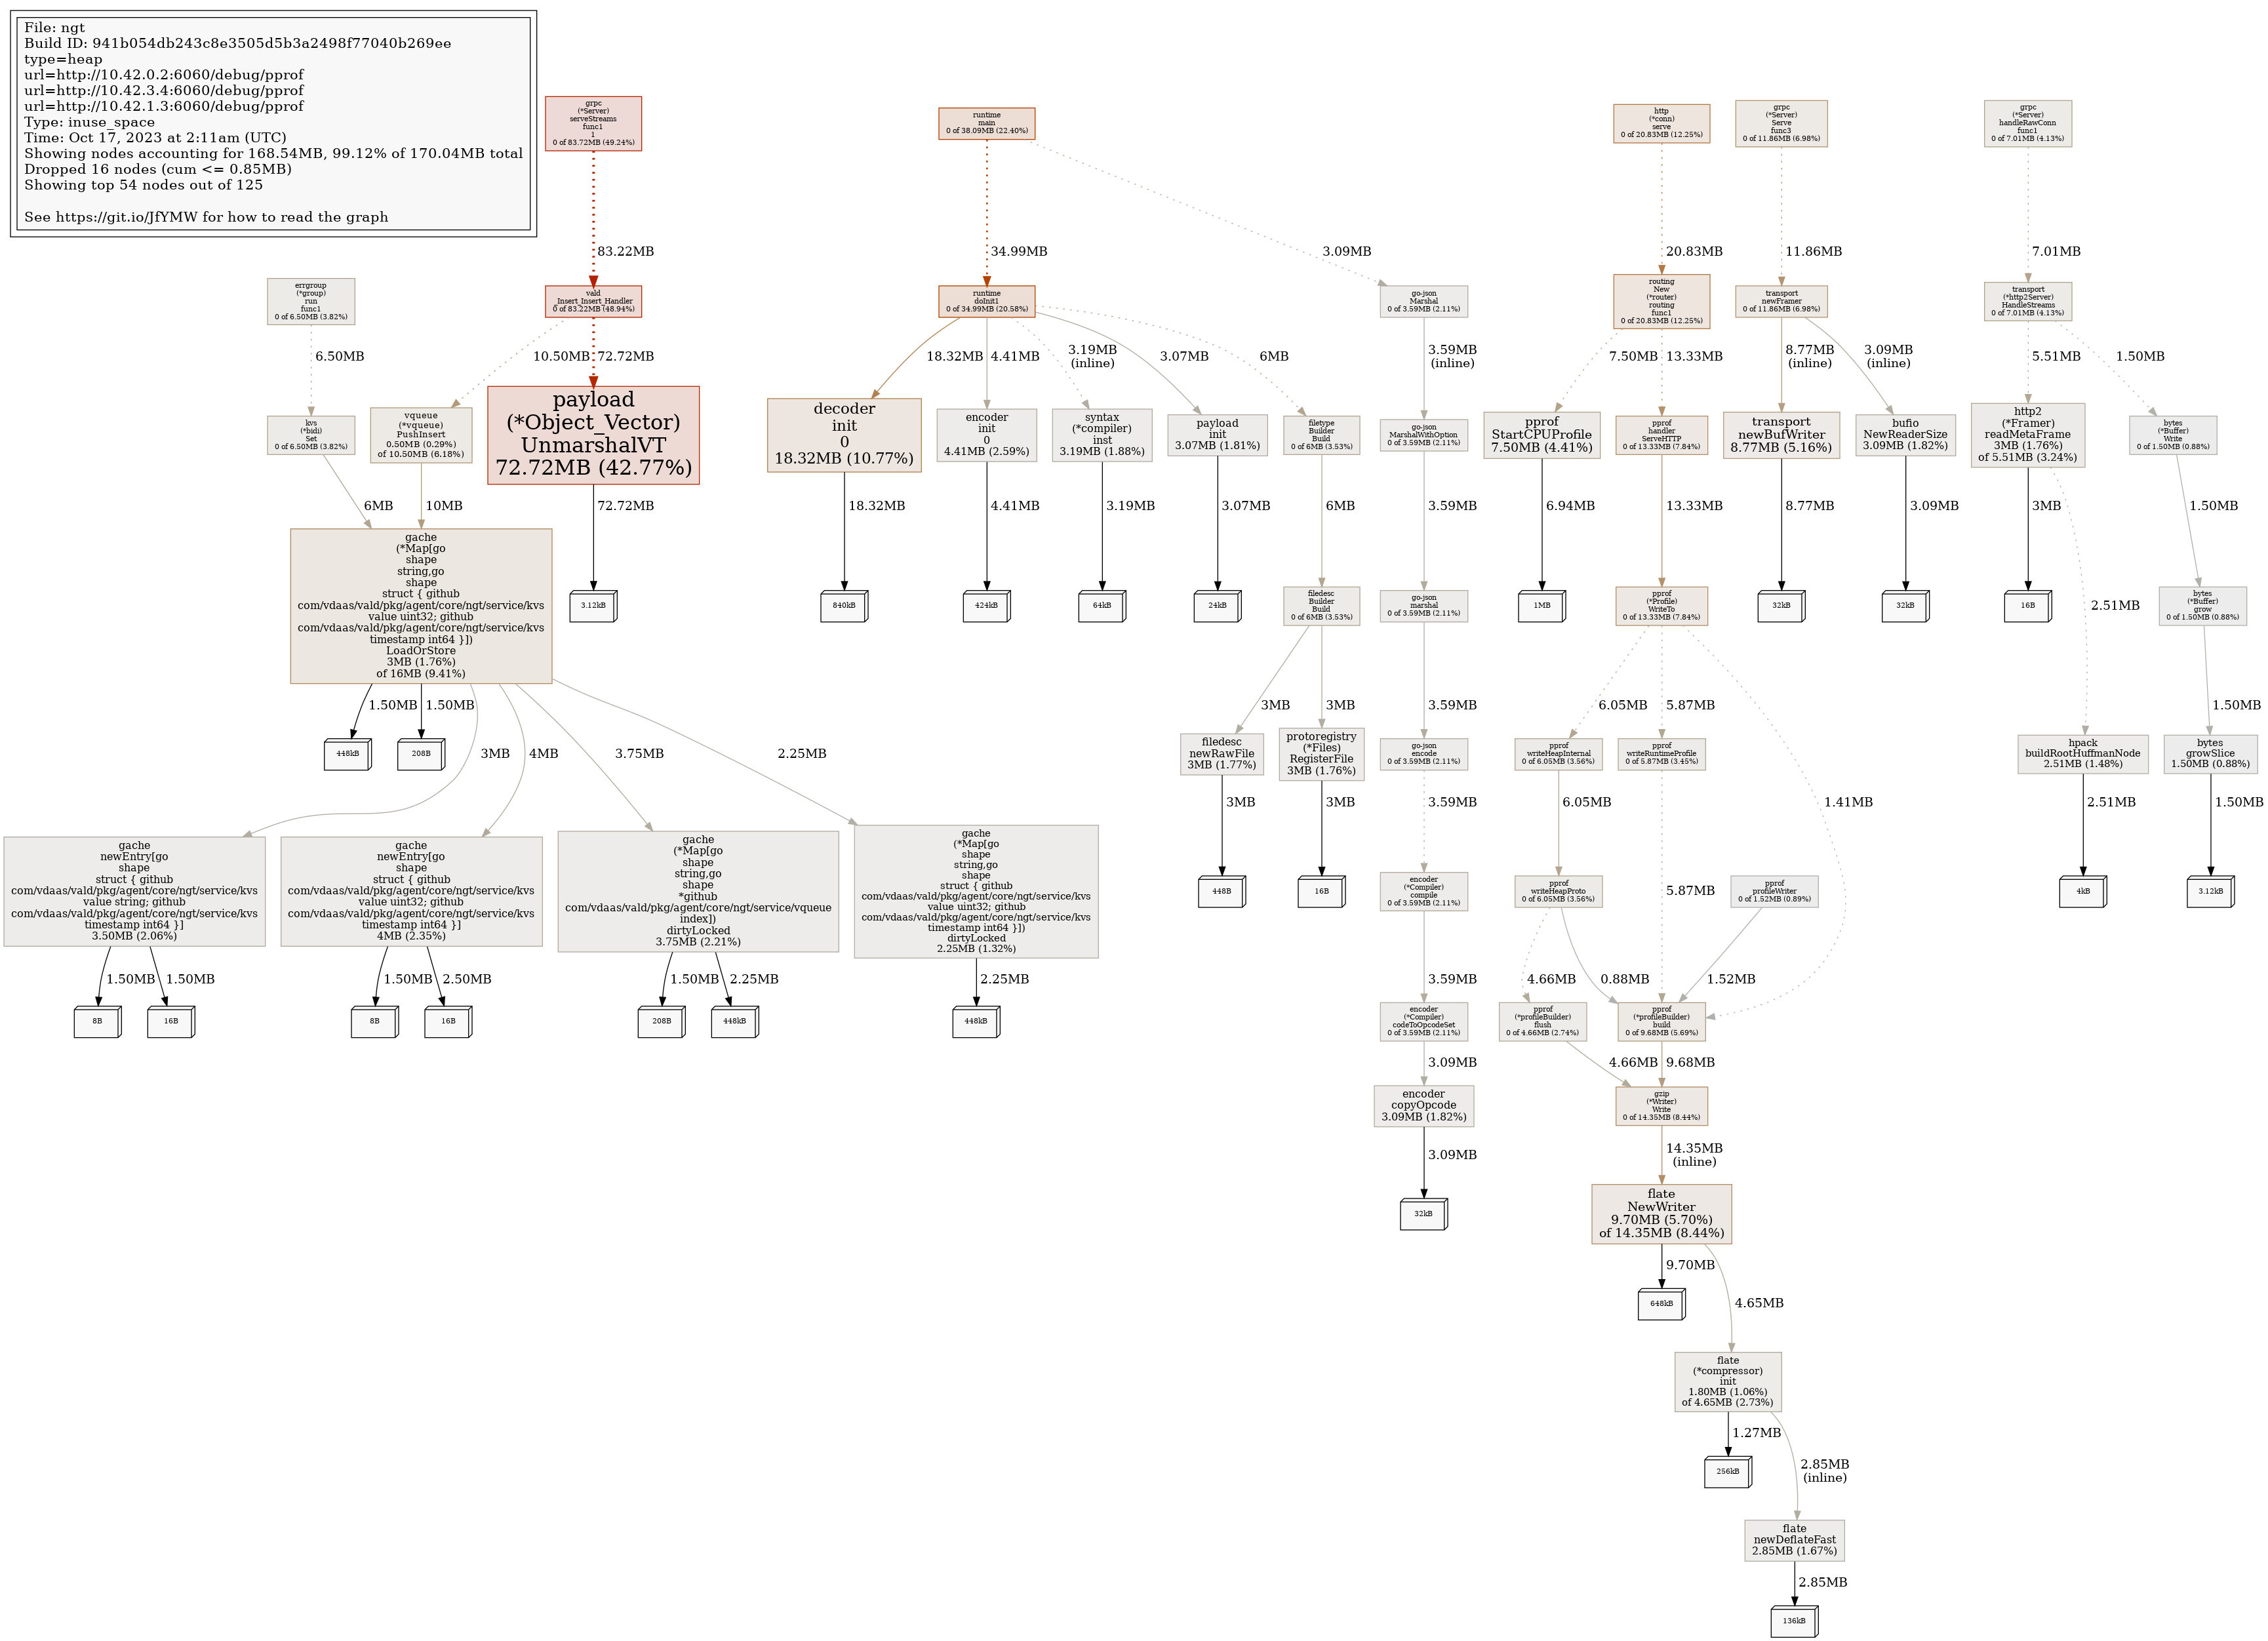 File: ngt
Build ID: 941b054db243c8e3505d5b3a2498f77040b269ee
type=heap
url=http://10.42.0.2:6060/debug/pprof
url=http://10.42.3.4:6060/debug/pprof
url=http://10.42.1.3:6060/debug/pprof
Type: inuse_space
Time: Oct 17, 2023 at 2:11am (UTC)
Showing nodes accounting for 168.54MB, 99.12% of 170.04MB total
Dropped 16 nodes (cum <= 0.85MB)
Showing top 54 nodes out of 125
See https://git.io/JfYMW for how to read the graph
grpc
(*Server)
serveStreams
func1
1
0 of 83.72MB (49.24%)
runtime
main
0 of 38.09MB (22.40%)
http
(*conn)
serve
0 of 20.83MB (12.25%)
grpc
(*Server)
Serve
func3
0 of 11.86MB (6.98%)
grpc
(*Server)
handleRawConn
func1
0 of 7.01MB (4.13%)
83.22MB
34.99MB
3.09MB
20.83MB
11.86MB
7.01MB
errgroup
(*group)
run
func1
0 of 6.50MB (3.82%)
vald
Insert_Insert_Handler
0 of 83.22MB (48.94%)
runtime
doInit1
0 of 34.99MB (20.58%)
go-json
Marshal
0 of 3.59MB (2.11%)
routing
New
(*router)
routing
func1
0 of 20.83MB (12.25%)
transport
newFramer
0 of 11.86MB (6.98%)
transport
(*http2Server)
HandleStreams
0 of 7.01MB (4.13%)
6.50MB
10.50MB
72.72MB
18.32MB
4.41MB
3.19MB
(inline)
3.07MB
6MB
3.59MB
(inline)
7.50MB
13.33MB
8.77MB
(inline)
3.09MB
(inline)
5.51MB
1.50MB
kvs
(*bidi)
Set
0 of 6.50MB (3.82%)
vqueue
(*vqueue)
PushInsert
0.50MB (0.29%)
of 10.50MB (6.18%)
payload
(*Object_Vector)
UnmarshalVT
72.72MB (42.77%)
decoder
init
0
18.32MB (10.77%)
encoder
init
0
4.41MB (2.59%)
syntax
(*compiler)
inst
3.19MB (1.88%)
payload
init
3.07MB (1.81%)
filetype
Builder
Build
0 of 6MB (3.53%)
go-json
MarshalWithOption
0 of 3.59MB (2.11%)
pprof
StartCPUProfile
7.50MB (4.41%)
pprof
handler
ServeHTTP
0 of 13.33MB (7.84%)
transport
newBufWriter
8.77MB (5.16%)
bufio
NewReaderSize
3.09MB (1.82%)
http2
(*Framer)
readMetaFrame
3MB (1.76%)
of 5.51MB (3.24%)
bytes
(*Buffer)
Write
0 of 1.50MB (0.88%)
6MB
10MB
72.72MB
18.32MB
4.41MB
3.19MB
3.07MB
6MB
3.59MB
6.94MB
13.33MB
8.77MB
3.09MB
3MB
2.51MB
1.50MB
gache
(*Map[go
shape
string,go
shape
struct { github
com/vdaas/vald/pkg/agent/core/ngt/service/kvs
value uint32; github
com/vdaas/vald/pkg/agent/core/ngt/service/kvs
timestamp int64 }])
LoadOrStore
3MB (1.76%)
of 16MB (9.41%)
3.12kB
840kB
424kB
64kB
24kB
filedesc
Builder
Build
0 of 6MB (3.53%)
go-json
marshal
0 of 3.59MB (2.11%)
1MB
pprof
(*Profile)
WriteTo
0 of 13.33MB (7.84%)
32kB
32kB
16B
bytes
(*Buffer)
grow
0 of 1.50MB (0.88%)
1.50MB
1.50MB
3MB
4MB
3.75MB
2.25MB
3MB
3MB
3.59MB
6.05MB
5.87MB
1.41MB
1.50MB
448kB
208B
filedesc
newRawFile
3MB (1.77%)
protoregistry
(*Files)
RegisterFile
3MB (1.76%)
go-json
encode
0 of 3.59MB (2.11%)
pprof
writeHeapInternal
0 of 6.05MB (3.56%)
pprof
writeRuntimeProfile
0 of 5.87MB (3.45%)
hpack
buildRootHuffmanNode
2.51MB (1.48%)
bytes
growSlice
1.50MB (0.88%)
3MB
3MB
3.59MB
6.05MB
5.87MB
2.51MB
1.50MB
gache
newEntry[go
shape
struct { github
com/vdaas/vald/pkg/agent/core/ngt/service/kvs
value string; github
com/vdaas/vald/pkg/agent/core/ngt/service/kvs
timestamp int64 }]
3.50MB (2.06%)
gache
newEntry[go
shape
struct { github
com/vdaas/vald/pkg/agent/core/ngt/service/kvs
value uint32; github
com/vdaas/vald/pkg/agent/core/ngt/service/kvs
timestamp int64 }]
4MB (2.35%)
gache
(*Map[go
shape
string,go
shape
*github
com/vdaas/vald/pkg/agent/core/ngt/service/vqueue
index])
dirtyLocked
3.75MB (2.21%)
gache
(*Map[go
shape
string,go
shape
struct { github
com/vdaas/vald/pkg/agent/core/ngt/service/kvs
value uint32; github
com/vdaas/vald/pkg/agent/core/ngt/service/kvs
timestamp int64 }])
dirtyLocked
2.25MB (1.32%)
448B
16B
encoder
(*Compiler)
compile
0 of 3.59MB (2.11%)
pprof
writeHeapProto
0 of 6.05MB (3.56%)
pprof
profileWriter
0 of 1.52MB (0.89%)
4kB
3.12kB
1.50MB
1.50MB
1.50MB
2.50MB
1.50MB
2.25MB
2.25MB
3.59MB
4.66MB
0.88MB
1.52MB
8B
16B
8B
16B
208B
448kB
448kB
encoder
(*Compiler)
codeToOpcodeSet
0 of 3.59MB (2.11%)
pprof
(*profileBuilder)
flush
0 of 4.66MB (2.74%)
pprof
(*profileBuilder)
build
0 of 9.68MB (5.69%)
3.09MB
4.66MB
9.68MB
encoder
copyOpcode
3.09MB (1.82%)
gzip
(*Writer)
Write
0 of 14.35MB (8.44%)
3.09MB
14.35MB
(inline)
32kB
flate
NewWriter
9.70MB (5.70%)
of 14.35MB (8.44%)
9.70MB
4.65MB
648kB
flate
(*compressor)
init
1.80MB (1.06%)
of 4.65MB (2.73%)
1.27MB
2.85MB
(inline)
256kB
flate
newDeflateFast
2.85MB (1.67%)
2.85MB
136kB